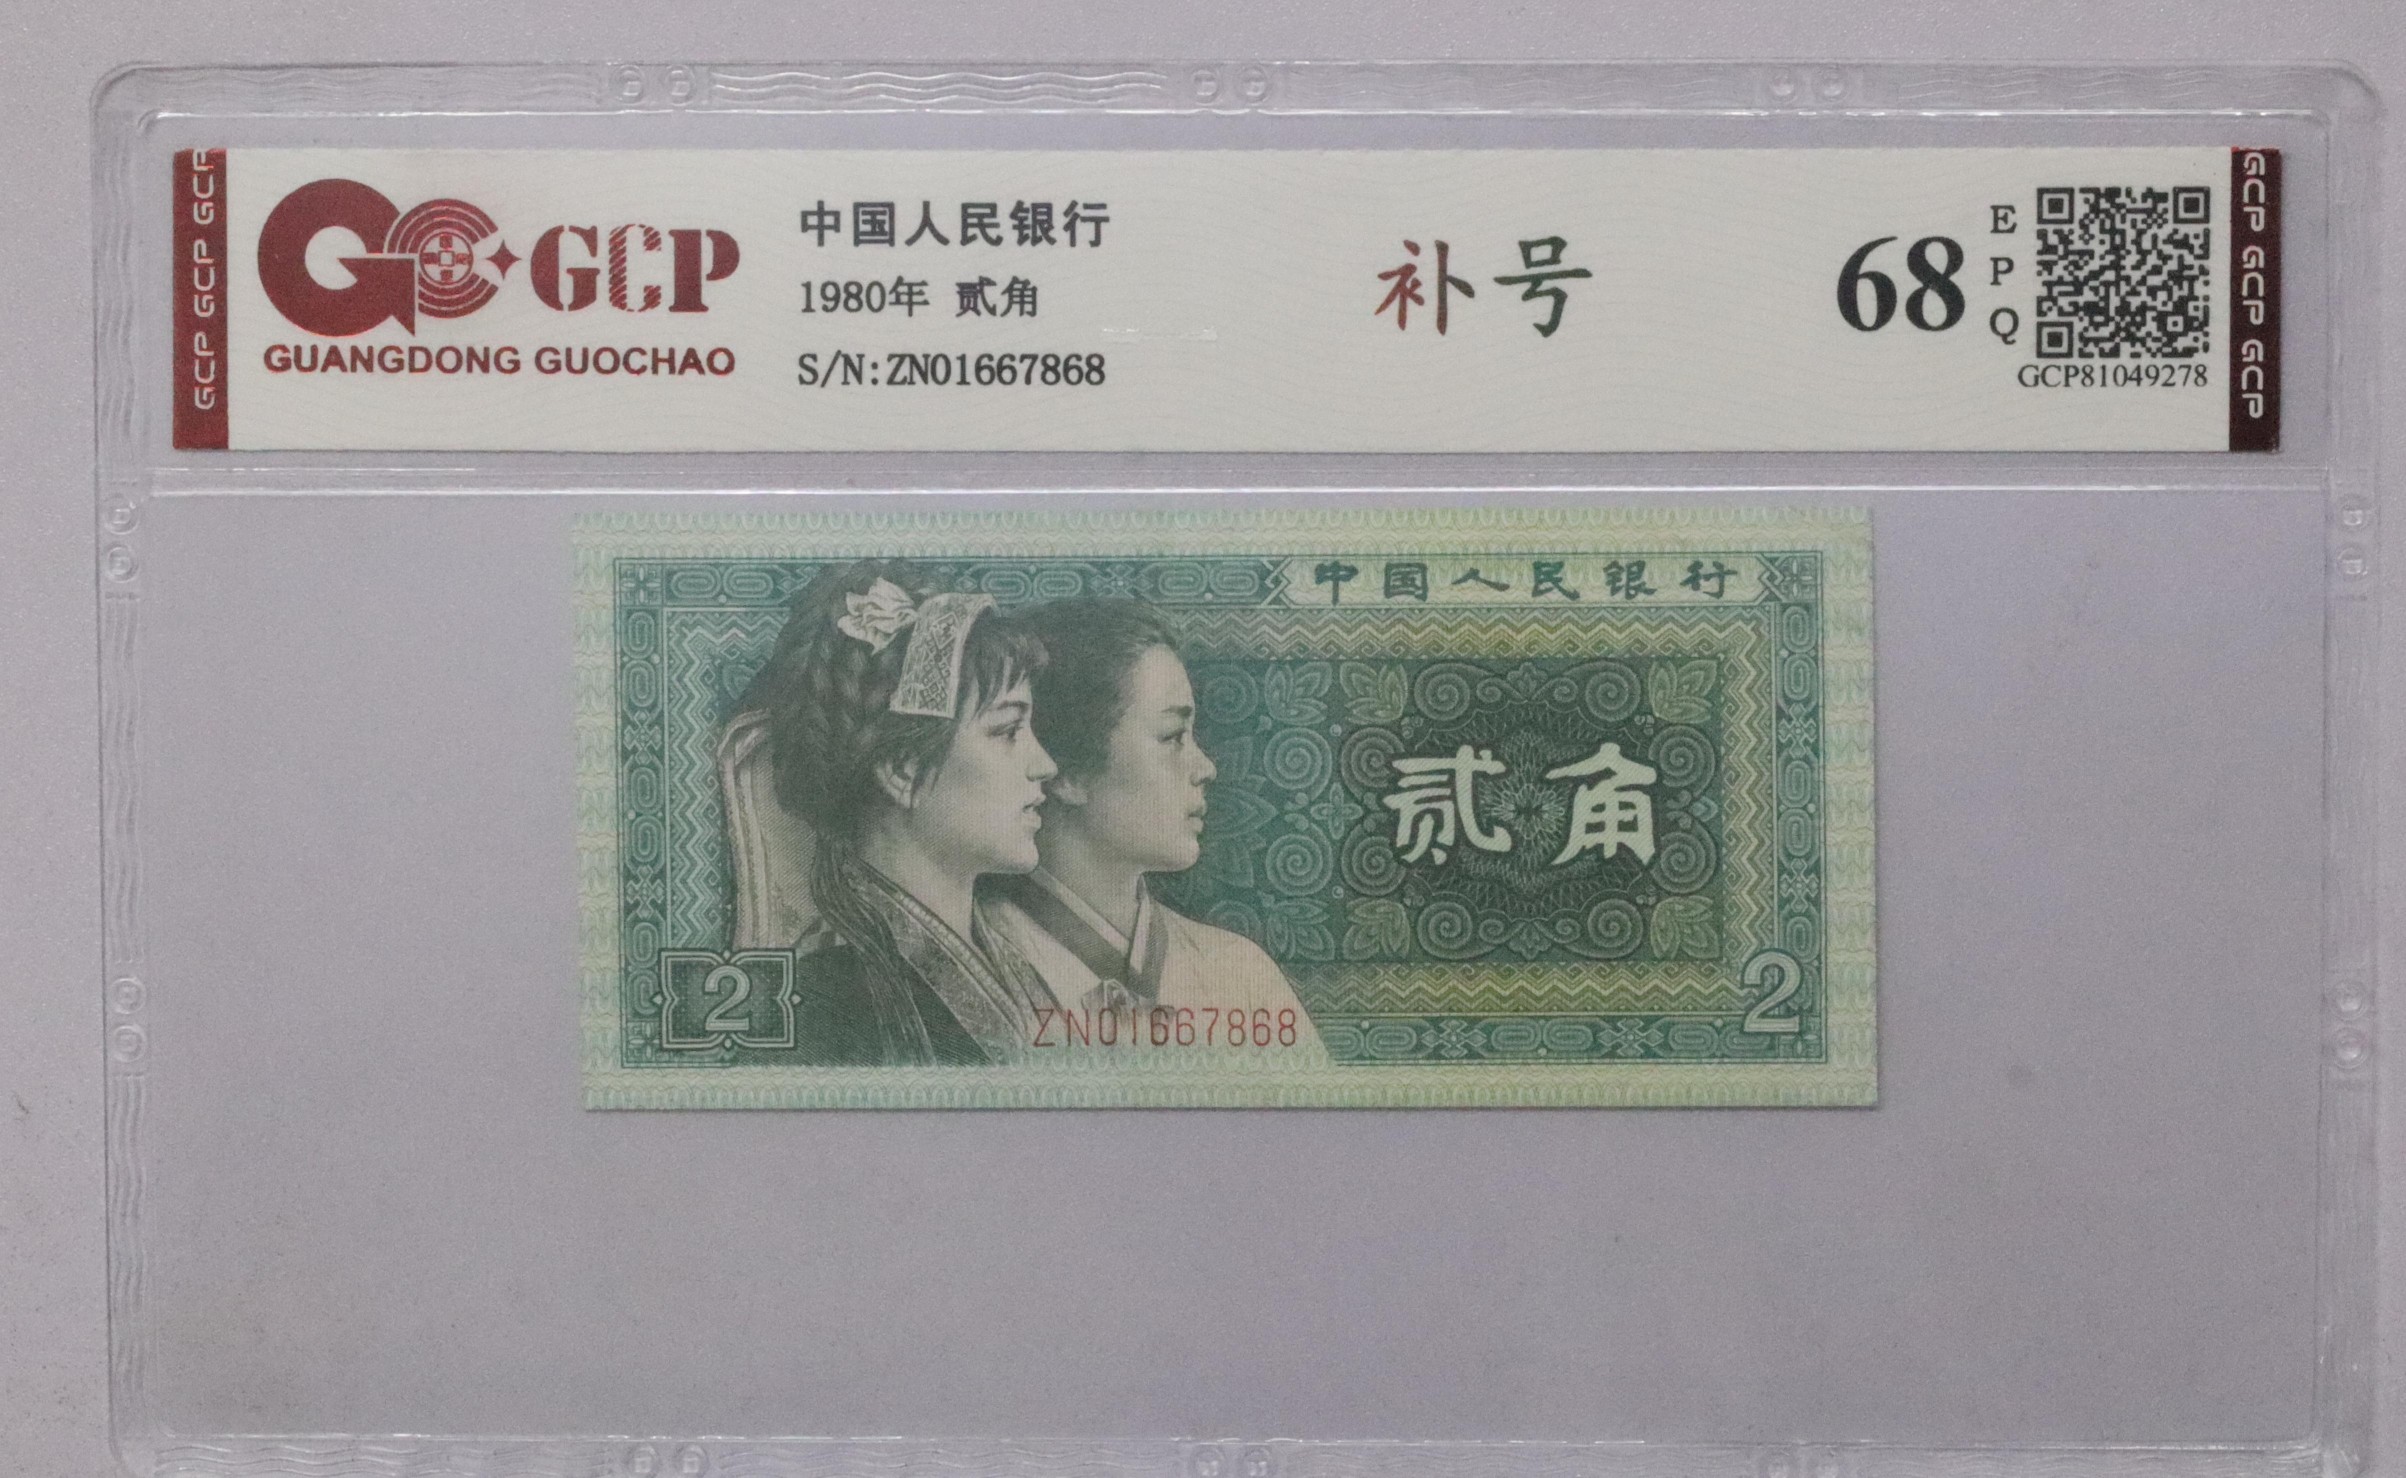 GCP GCP GCP
GCP
GUANGDONG GUOCHAO
中国人民银行
1980年 贰角
S/N:ZN01667868
补号
68
EPQ
GCP81049278
GCP GCP GCP
中国人民银行
贰角
2
ZN01667868
2